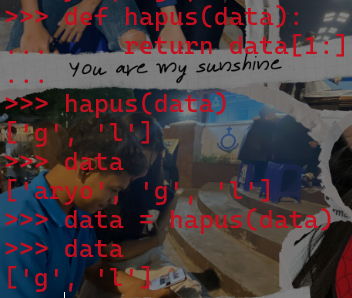 >>> def hapus(data):
...     return data[1:]
You are my sunshine
...
>>> hapus(data)
['g', 'l']
>>> data
['aryo', 'g', 'l']
>>> data = hapus(data)
>>> data
['g', 'l']